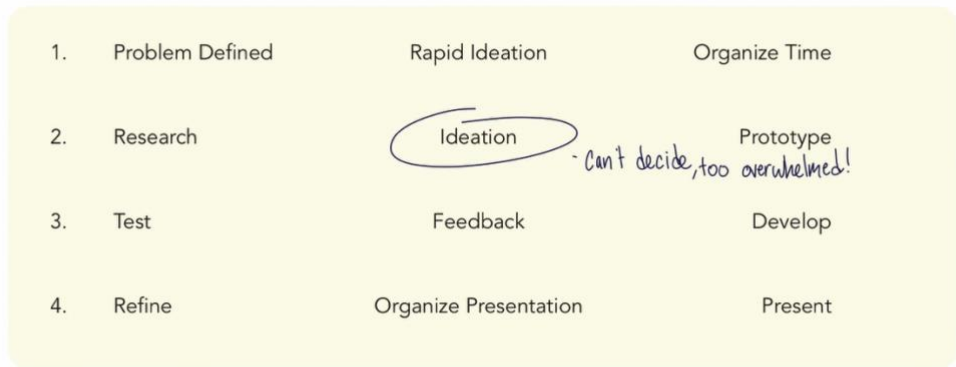 1. Problem Defined Rapid Ideation Organize Time
2. Research Ideation Prototype
- Can't decide, too overwhelmed!
3. Test Feedback Develop
4. Refine Organize Presentation Present